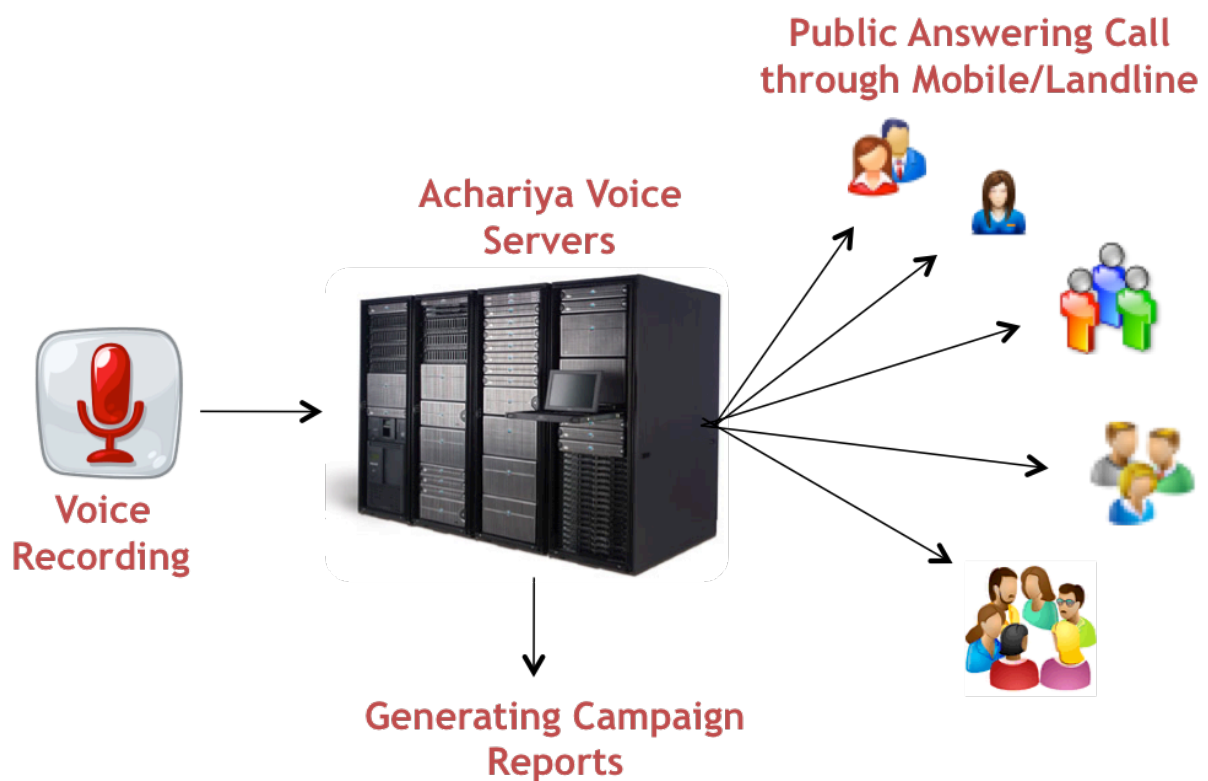 Public Answering Call
through Mobile/Landline
Achariya Voice
Servers
Voice
Recording
Generating Campaign
Reports